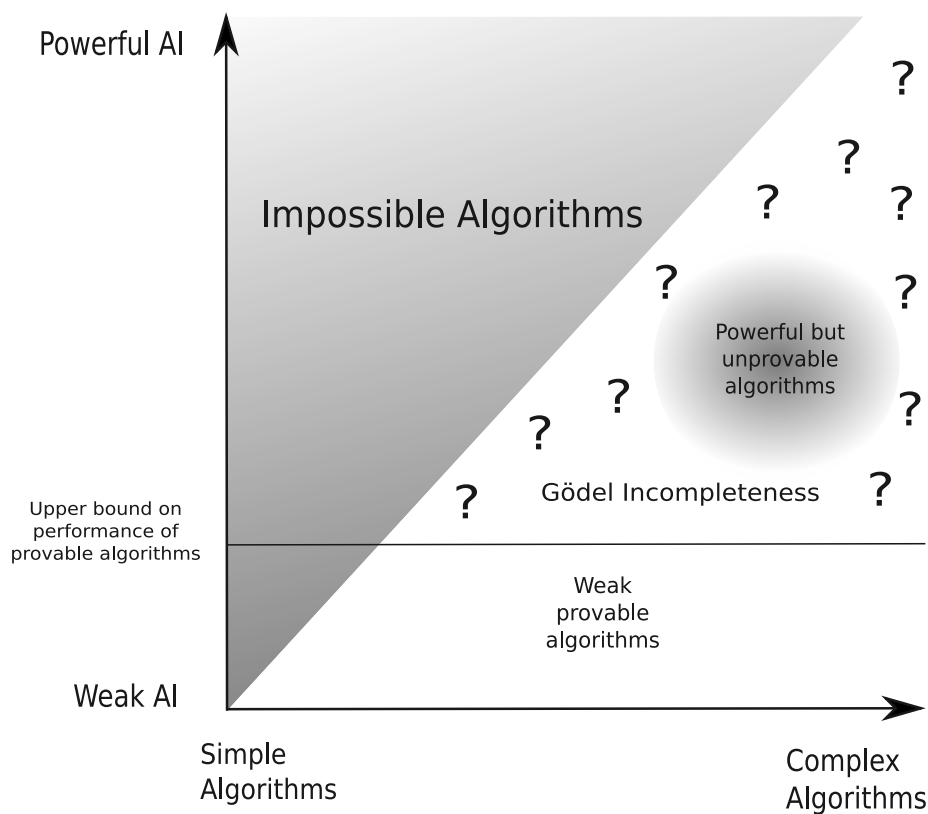 Powerful AI
?
?
Impossible Algorithms
?
?
?
?
Powerful but
unprovable
algorithms
?
?
?
Upper bound on
performance of
provable algorithms
?
Gödel Incompleteness
?
Weak
provable
algorithms
Weak AI
Simple
Algorithms
Complex
Algorithms